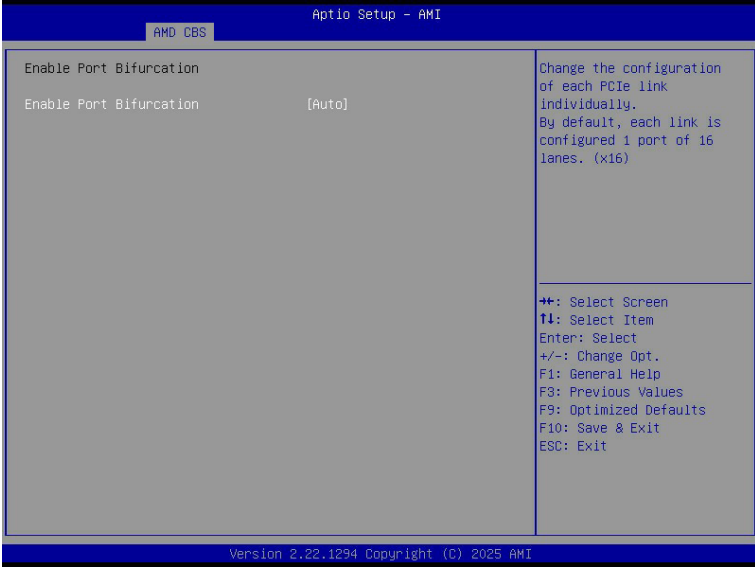 Aptio Setup - AMI
AMD CBS
Enable Port Bifurcation
Enable Port Bifurcation [Auto]
Change the configuration
of each PCIe link
individually.
By default, each link is
configured 1 port of 16
lanes. (x16)
→←: Select Screen
↑↓: Select Item
Enter: Select
+/-: Change Opt.
F1: General Help
F3: Previous Values
F9: Optimized Defaults
F10: Save & Exit
ESC: Exit
Version 2.22.1294 Copyright (C) 2025 AMI